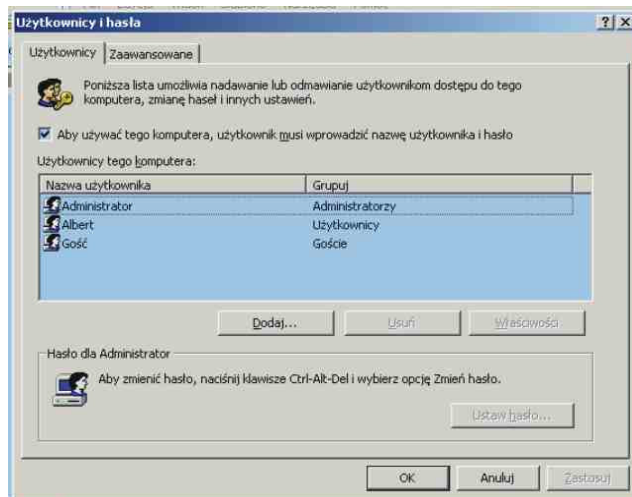 Użytkownicy i hasła
Użytkownicy
Zaawansowane
Poniższa lista umożliwia nadawanie lub odmawianie użytkownikom dostępu do tego
komputera, zmianę haseł i innych ustawień.
Aby używać tego komputera, użytkownik musi wprowadzić nazwę użytkownika i hasło
Użytkownicy tego komputera:
Nazwa użytkownika Grupuj
Administrator Administratorzy
Albert Użytkownicy
Gość Goście
Dodaj... Usuń Właściwości
Hasło dla Administrator
Aby zmienić hasło, naciśnij klawisze Ctrl-Alt-Del i wybierz opcję Zmień hasło.
Ustaw hasło...
OK Anuluj Zastosuj